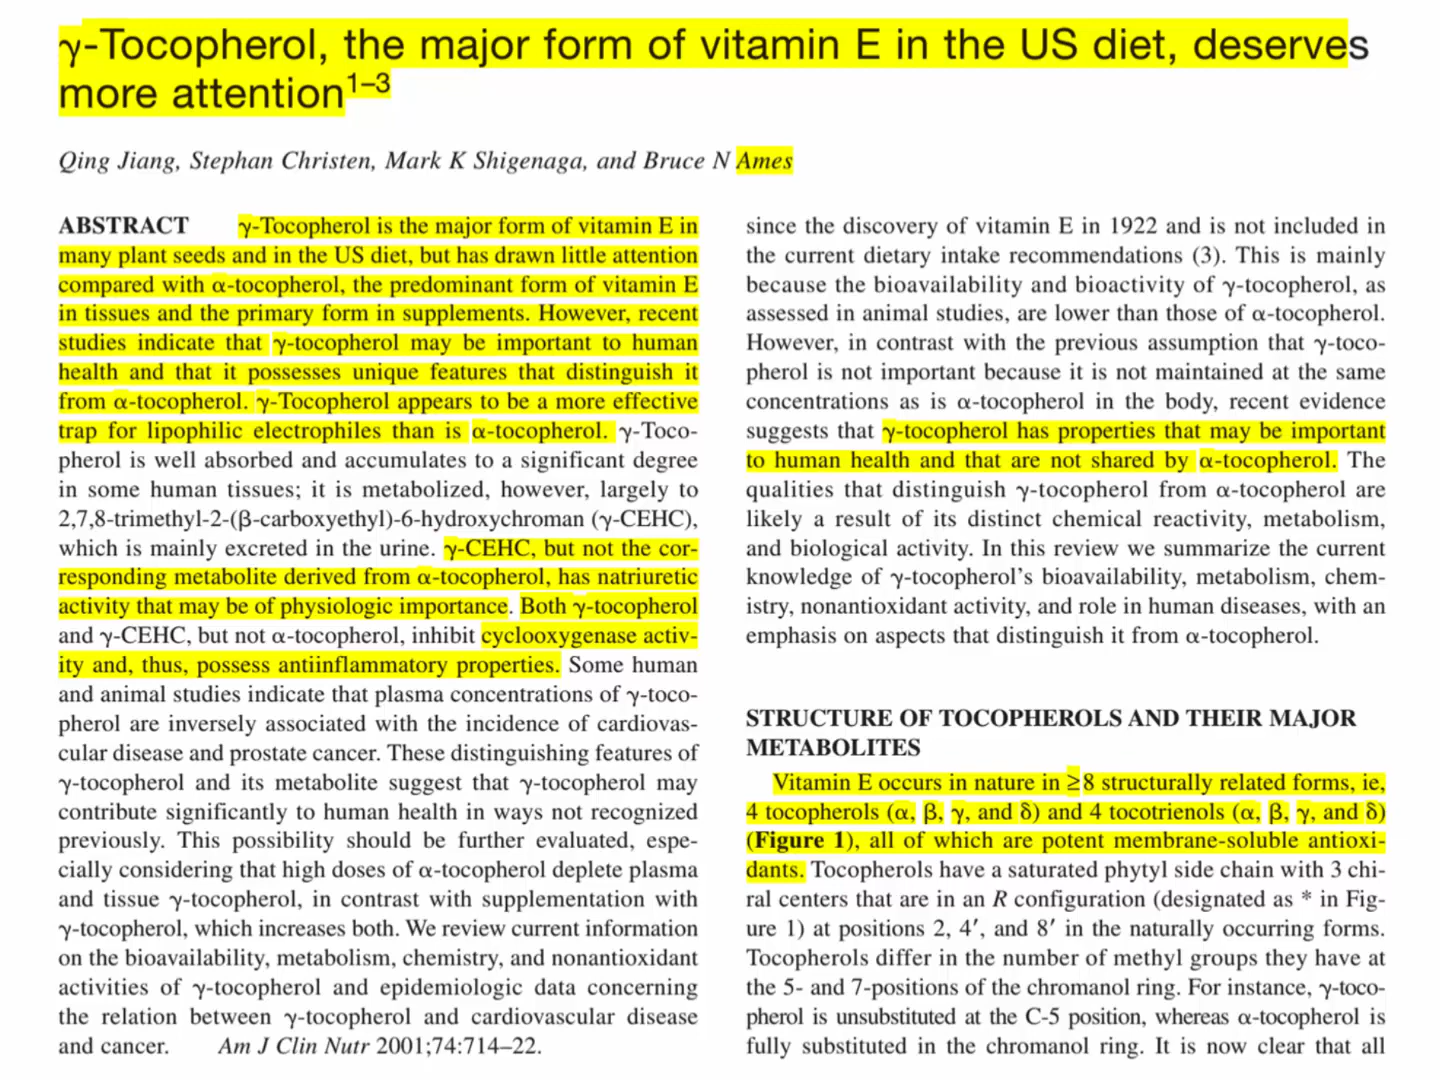 γ-Tocopherol, the major form of vitamin E in the US diet, deserves
more attention1–3
Qing Jiang, Stephan Christen, Mark K Shigenaga, and Bruce N Ames
ABSTRACT γ-Tocopherol is the major form of vitamin E in
many plant seeds and in the US diet, but has drawn little attention
compared with α-tocopherol, the predominant form of vitamin E
in tissues and the primary form in supplements. However, recent
studies indicate that γ-tocopherol may be important to human
health and that it possesses unique features that distinguish it
from α-tocopherol. γ-Tocopherol appears to be a more effective
trap for lipophilic electrophiles than is α-tocopherol. γ-Toco-
pherol is well absorbed and accumulates to a significant degree
in some human tissues; it is metabolized, however, largely to
2,7,8-trimethyl-2-(β-carboxyethyl)-6-hydroxychroman (γ-CEHC),
which is mainly excreted in the urine. γ-CEHC, but not the cor-
responding metabolite derived from α-tocopherol, has natriuretic
activity that may be of physiologic importance. Both γ-tocopherol
and γ-CEHC, but not α-tocopherol, inhibit cyclooxygenase activ-
ity and, thus, possess antiinflammatory properties. Some human
and animal studies indicate that plasma concentrations of γ-toco-
pherol are inversely associated with the incidence of cardiovas-
cular disease and prostate cancer. These distinguishing features of
γ-tocopherol and its metabolite suggest that γ-tocopherol may
contribute significantly to human health in ways not recognized
previously. This possibility should be further evaluated, espe-
cially considering that high doses of α-tocopherol deplete plasma
and tissue γ-tocopherol, in contrast with supplementation with
γ-tocopherol, which increases both. We review current information
on the bioavailability, metabolism, chemistry, and nonantioxidant
activities of γ-tocopherol and epidemiologic data concerning
the relation between γ-tocopherol and cardiovascular disease
and cancer. Am J Clin Nutr 2001;74:714–22.
since the discovery of vitamin E in 1922 and is not included in
the current dietary intake recommendations (3). This is mainly
because the bioavailability and bioactivity of γ-tocopherol, as
assessed in animal studies, are lower than those of α-tocopherol.
However, in contrast with the previous assumption that γ-toco-
pherol is not important because it is not maintained at the same
concentrations as is α-tocopherol in the body, recent evidence
suggests that γ-tocopherol has properties that may be important
to human health and that are not shared by α-tocopherol. The
qualities that distinguish γ-tocopherol from α-tocopherol are
likely a result of its distinct chemical reactivity, metabolism,
and biological activity. In this review we summarize the current
knowledge of γ-tocopherol’s bioavailability, metabolism, chem-
istry, nonantioxidant activity, and role in human diseases, with an
emphasis on aspects that distinguish it from α-tocopherol.
STRUCTURE OF TOCOPHEROLS AND THEIR MAJOR
METABOLITES
Vitamin E occurs in nature in ≥8 structurally related forms, ie,
4 tocopherols (α, β, γ, and δ) and 4 tocotrienols (α, β, γ, and δ)
(Figure 1), all of which are potent membrane-soluble antioxi-
dants. Tocopherols have a saturated phytyl side chain with 3 chi-
ral centers that are in an R configuration (designated as * in Fig-
ure 1) at positions 2, 4′, and 8′ in the naturally occurring forms.
Tocopherols differ in the number of methyl groups they have at
the 5- and 7-positions of the chromanol ring. For instance, γ-toco-
pherol is unsubstituted at the C-5 position, whereas α-tocopherol is
fully substituted in the chromanol ring. It is now clear that all